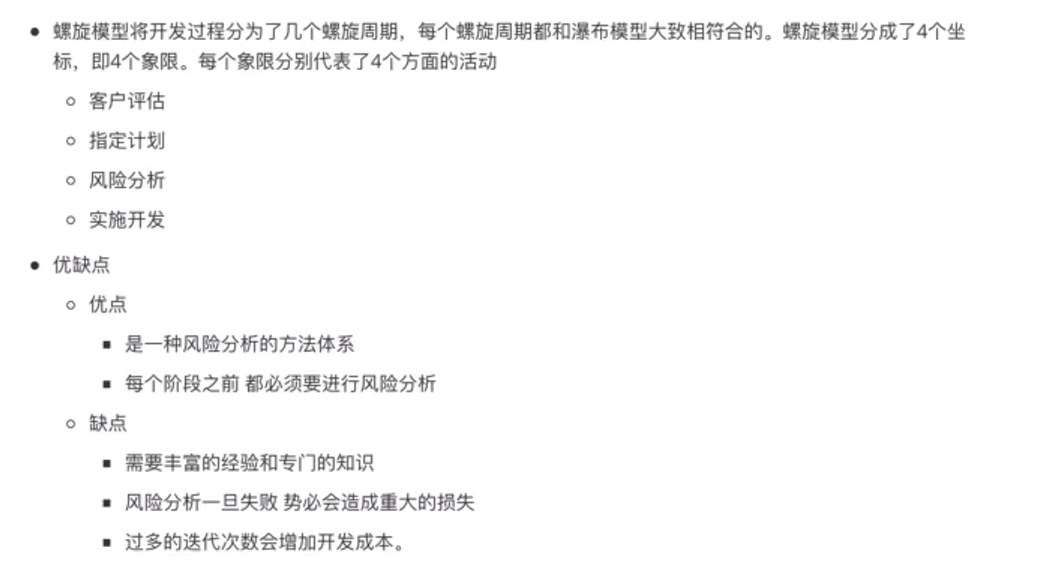 螺旋模型将开发过程分为了几个螺旋周期，每个螺旋周期都和瀑布模型大致相符合的。螺旋模型分成了4个坐
标，即4个象限。每个象限分别代表了4个方面的活动
客户评估
指定计划
风险分析
实施开发
优缺点
优点
是一种风险分析的方法体系
每个阶段之前 都必须要进行风险分析
缺点
需要丰富的经验和专门的知识
风险分析一旦失败 势必会造成重大的损失
过多的迭代次数会增加开发成本。